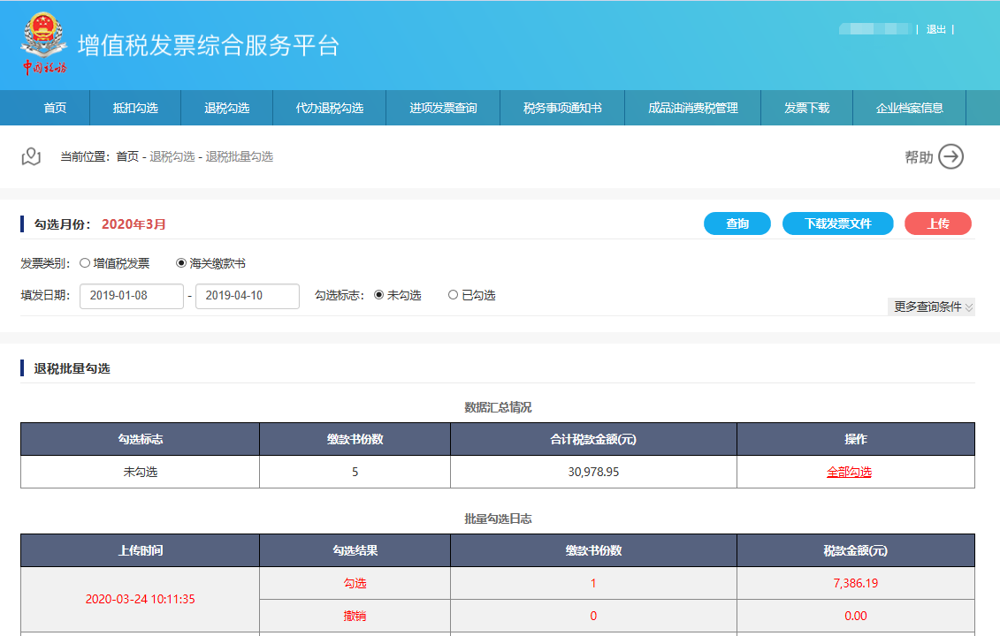 增值税发票综合服务平台
中国税务
| 退出 |
首页 抵扣勾选 退税勾选 代办退税勾选 进项发票查询 税务事项通知书 成品油消费税管理 发票下载 企业档案信息
当前位置：首页 - 退税勾选 - 退税批量勾选
帮助
勾选月份： 2020年3月
查询 下载发票文件 上传
发票类别： 增值税发票 海关缴款书
填发日期： 2019-01-08 - 2019-04-10 勾选标志： 未勾选 已勾选
更多查询条件
退税批量勾选
数据汇总情况
勾选标志 缴款书份数 合计税款金额(元) 操作
未勾选 5 30,978.95 全部勾选
批量勾选日志
上传时间 勾选结果 缴款书份数 税款金额(元)
2020-03-24 10:11:35 勾选 1 7,386.19
撤销 0 0.00